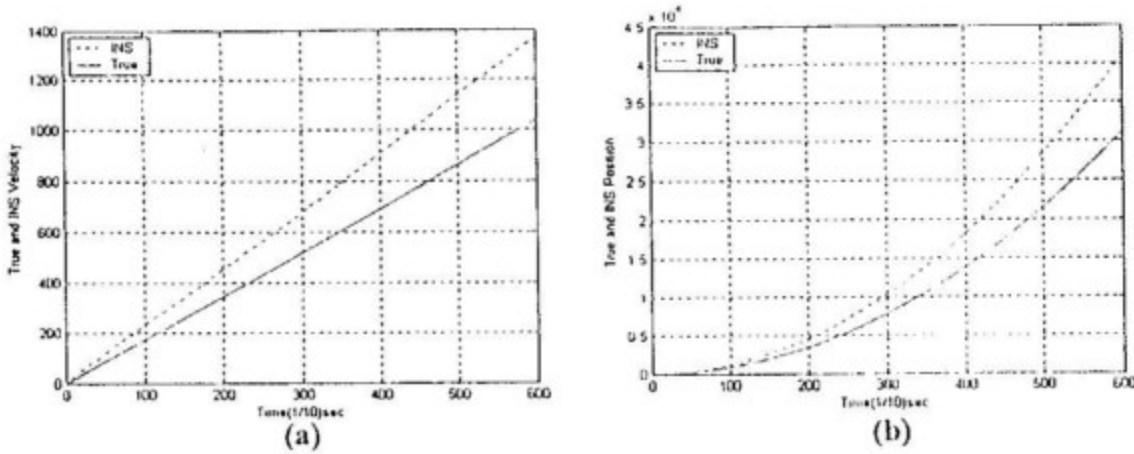 1400
1200
1000
800
600
400
200
0
INS
True
True and INS Velocity
0 100 200 300 400 500 600
Time(1/10)sec
(a)
x 10
4.5
4
3.5
3
2.5
2
1.5
1
0.5
0
INS
True
True and INS Position
0 100 200 300 400 500 600
Time(1/10)sec
(b)